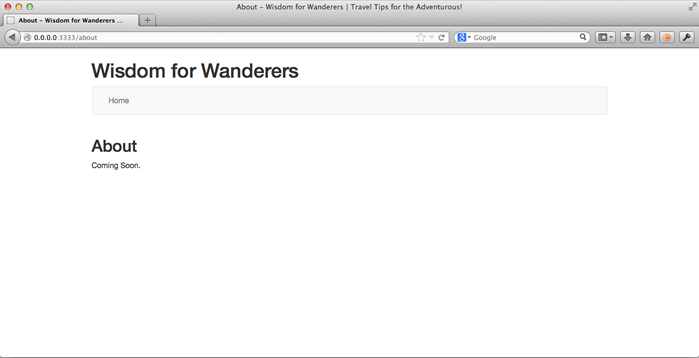 About – Wisdom for Wanderers | Travel Tips for the Adventurous!
About – Wisdom for Wanderers ...
0.0.0.0:3333/about
Google
Wisdom for Wanderers
Home
About
Coming Soon.